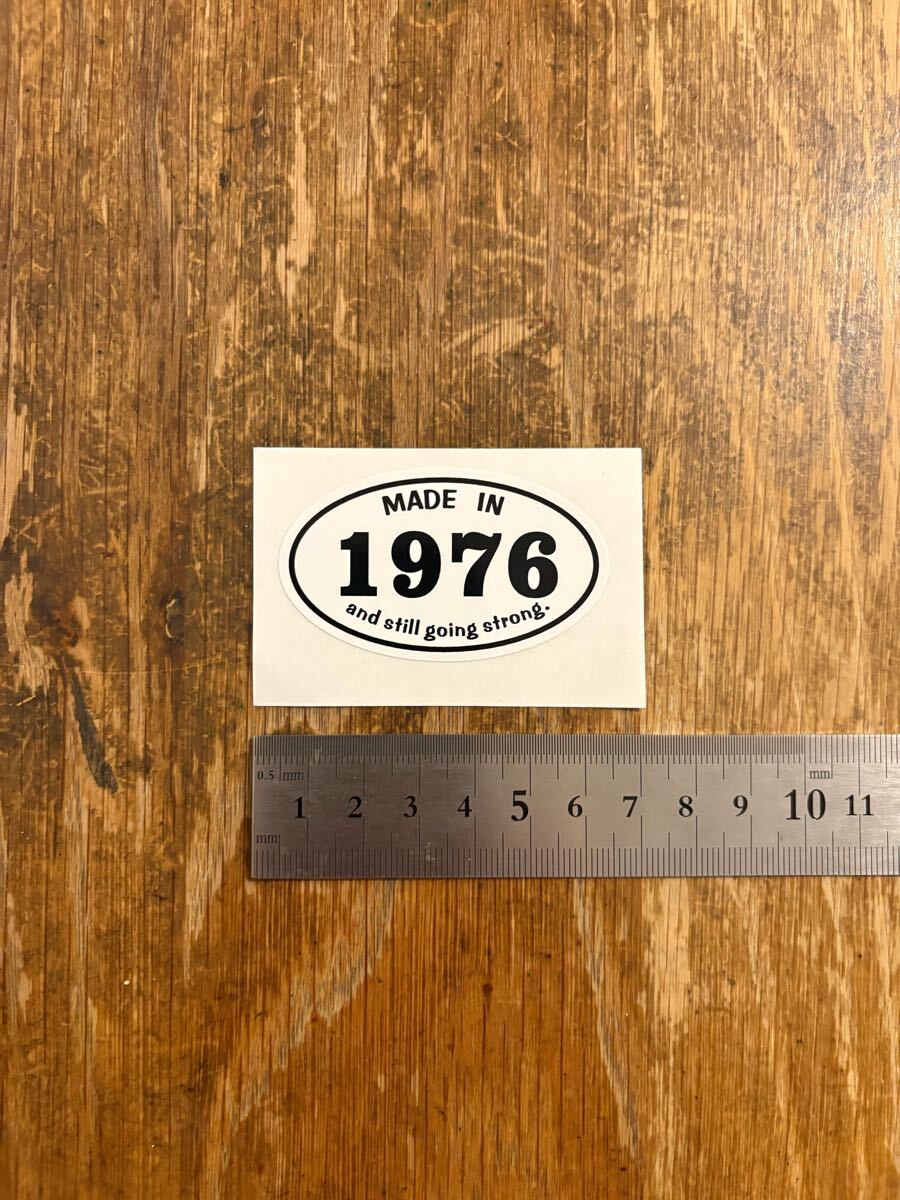 MADE IN
1976
and still going strong.
0.5 mm mm
1 2 3 4 5 6 7 8 9 10 11
mm